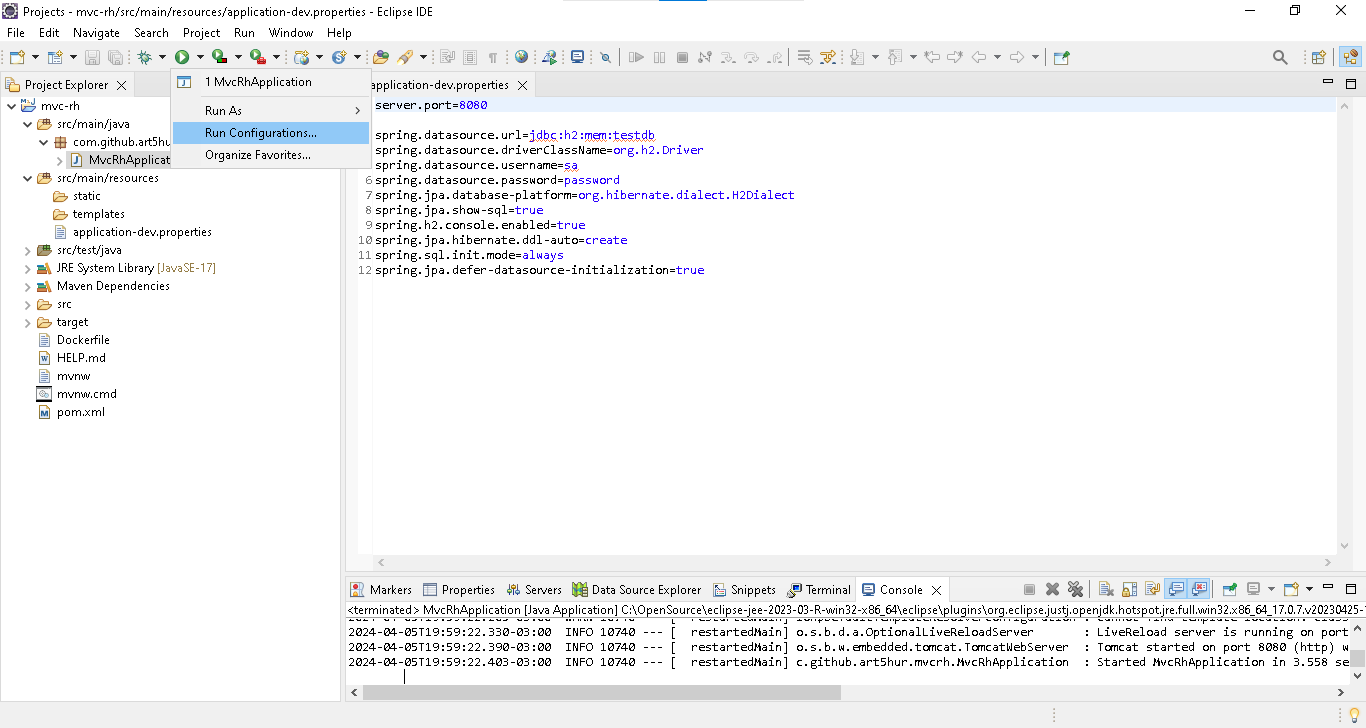 Projects - mvc-rh/src/main/resources/application-dev.properties - Eclipse IDE
File Edit Navigate Search Project Run Window Help
Project Explorer
application-dev.properties
1 MvcRhApplication
Run As
Run Configurations...
Organize Favorites...
mvc-rh
src/main/java
com.github.art5hu
MvcRhApplicat
src/main/resources
static
templates
application-dev.properties
src/test/java
JRE System Library [JavaSE-17]
Maven Dependencies
src
target
Dockerfile
HELP.md
mvnw
mvnw.cmd
pom.xml
server.port=8080
spring.datasource.url=jdbc:h2:mem:testdb
spring.datasource.driverClassName=org.h2.Driver
spring.datasource.username=sa
6 spring.datasource.password=password
7 spring.jpa.database-platform=org.hibernate.dialect.H2Dialect
8 spring.jpa.show-sql=true
9 spring.h2.console.enabled=true
10 spring.jpa.hibernate.ddl-auto=create
11 spring.sql.init.mode=always
12 spring.jpa.defer-datasource-initialization=true
Markers Properties Servers Data Source Explorer Snippets Terminal Console
<terminated> MvcRhApplication [Java Application] C:\OpenSource\eclipse-jee-2023-03-R-win32-x86_64\eclipse\plugins\org.eclipse.justj.openjdk.hotspot.jre.full.win32.x86_64_17.0.7.v20230425-
2024-04-05T19:59:22.330-03:00 INFO 10740 --- [ restartedMain] o.s.b.d.a.OptionalLiveReloadServer : LiveReload server is running on port
2024-04-05T19:59:22.390-03:00 INFO 10740 --- [ restartedMain] o.s.b.w.embedded.tomcat.TomcatWebServer : Tomcat started on port 8080 (http) w
2024-04-05T19:59:22.403-03:00 INFO 10740 --- [ restartedMain] c.github.art5hur.mvcrh.MvcRhApplication : Started MvcRhApplication in 3.558 se